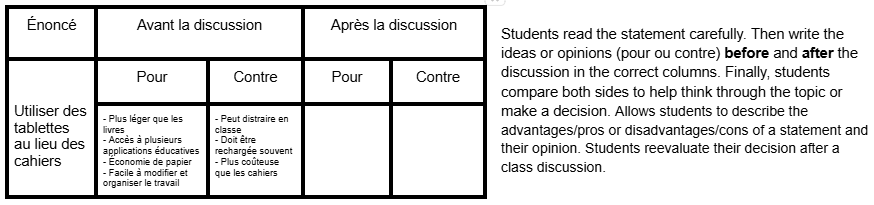 Énoncé
Avant la discussion
Après la discussion
Pour
Contre
Pour
Contre
Utiliser des
tablettes
au lieu des
cahiers
- Plus léger que les
livres
- Accès à plusieurs
applications éducatives
- Économie de papier
- Facile à modifier et
organiser le travail
- Peut distraire en
classe
- Doit être
rechargée souvent
- Plus coûteuse
que les cahiers
Students read the statement carefully. Then write the
ideas or opinions (pour ou contre) before and after the
discussion in the correct columns. Finally, students
compare both sides to help think through the topic or
make a decision. Allows students to describe the
advantages/pros or disadvantages/cons of a statement and
their opinion. Students reevaluate their decision after a
class discussion.